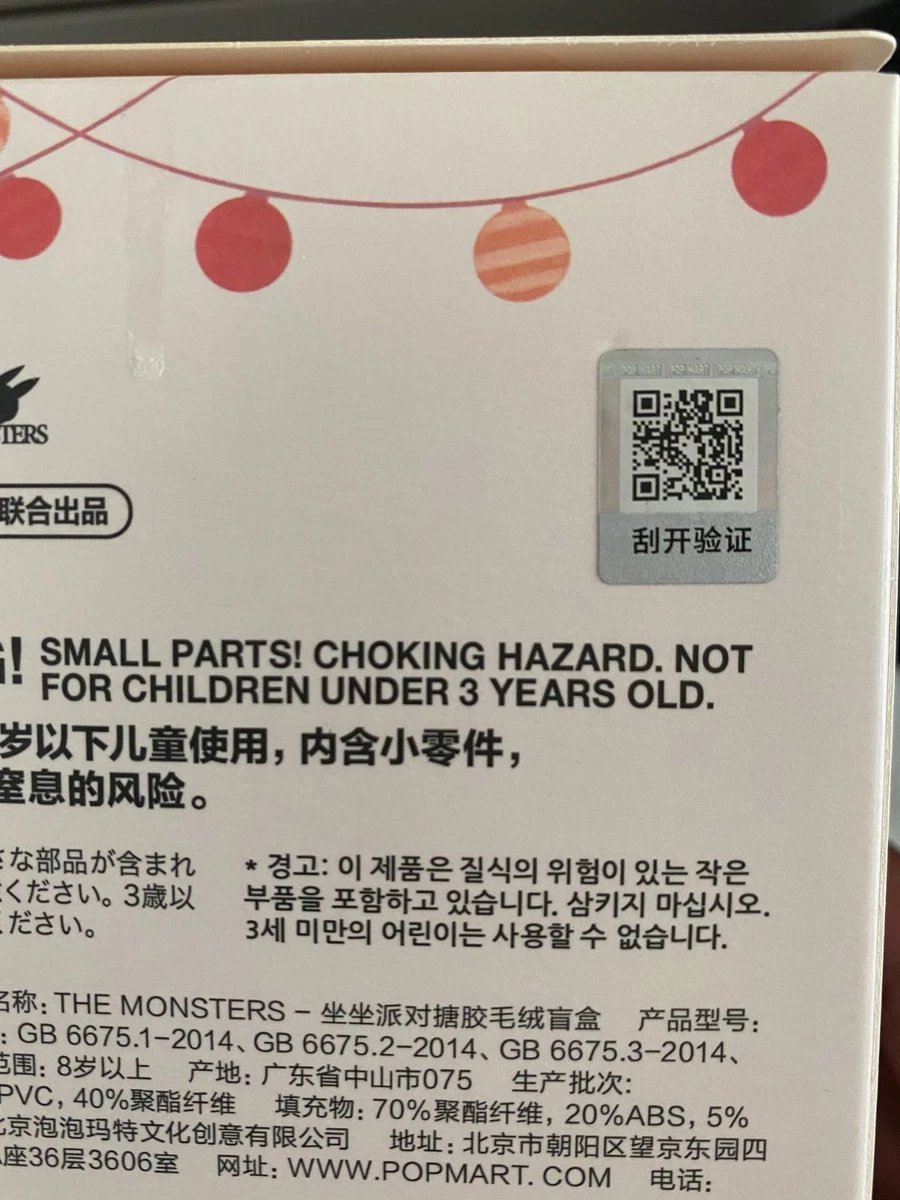 POP MART POP MART POP MART
TERS
联合出品
刮开验证
! SMALL PARTS! CHOKING HAZARD. NOT
FOR CHILDREN UNDER 3 YEARS OLD.
岁以下儿童使用，内含小零件，
窒息的风险。
さな部品が含まれ
ください。3歳以
ください。
* 경고: 이 제품은 질식의 위험이 있는 작은
부품을 포함하고 있습니다. 삼키지 마십시오.
3세 미만의 어린이는 사용할 수 없습니다.
名称: THE MONSTERS – 坐坐派对搪胶毛绒盲盒 产品型号:
: GB 6675.1–2014、GB 6675.2–2014、GB 6675.3–2014、
范围: 8岁以上 产地: 广东省中山市075 生产批次:
PVC, 40%聚酯纤维 填充物: 70%聚酯纤维, 20%ABS, 5%
北京泡泡玛特文化创意有限公司 地址: 北京市朝阳区望京东园四
座36层3606室 网址: WWW.POPMART.COM 电话: